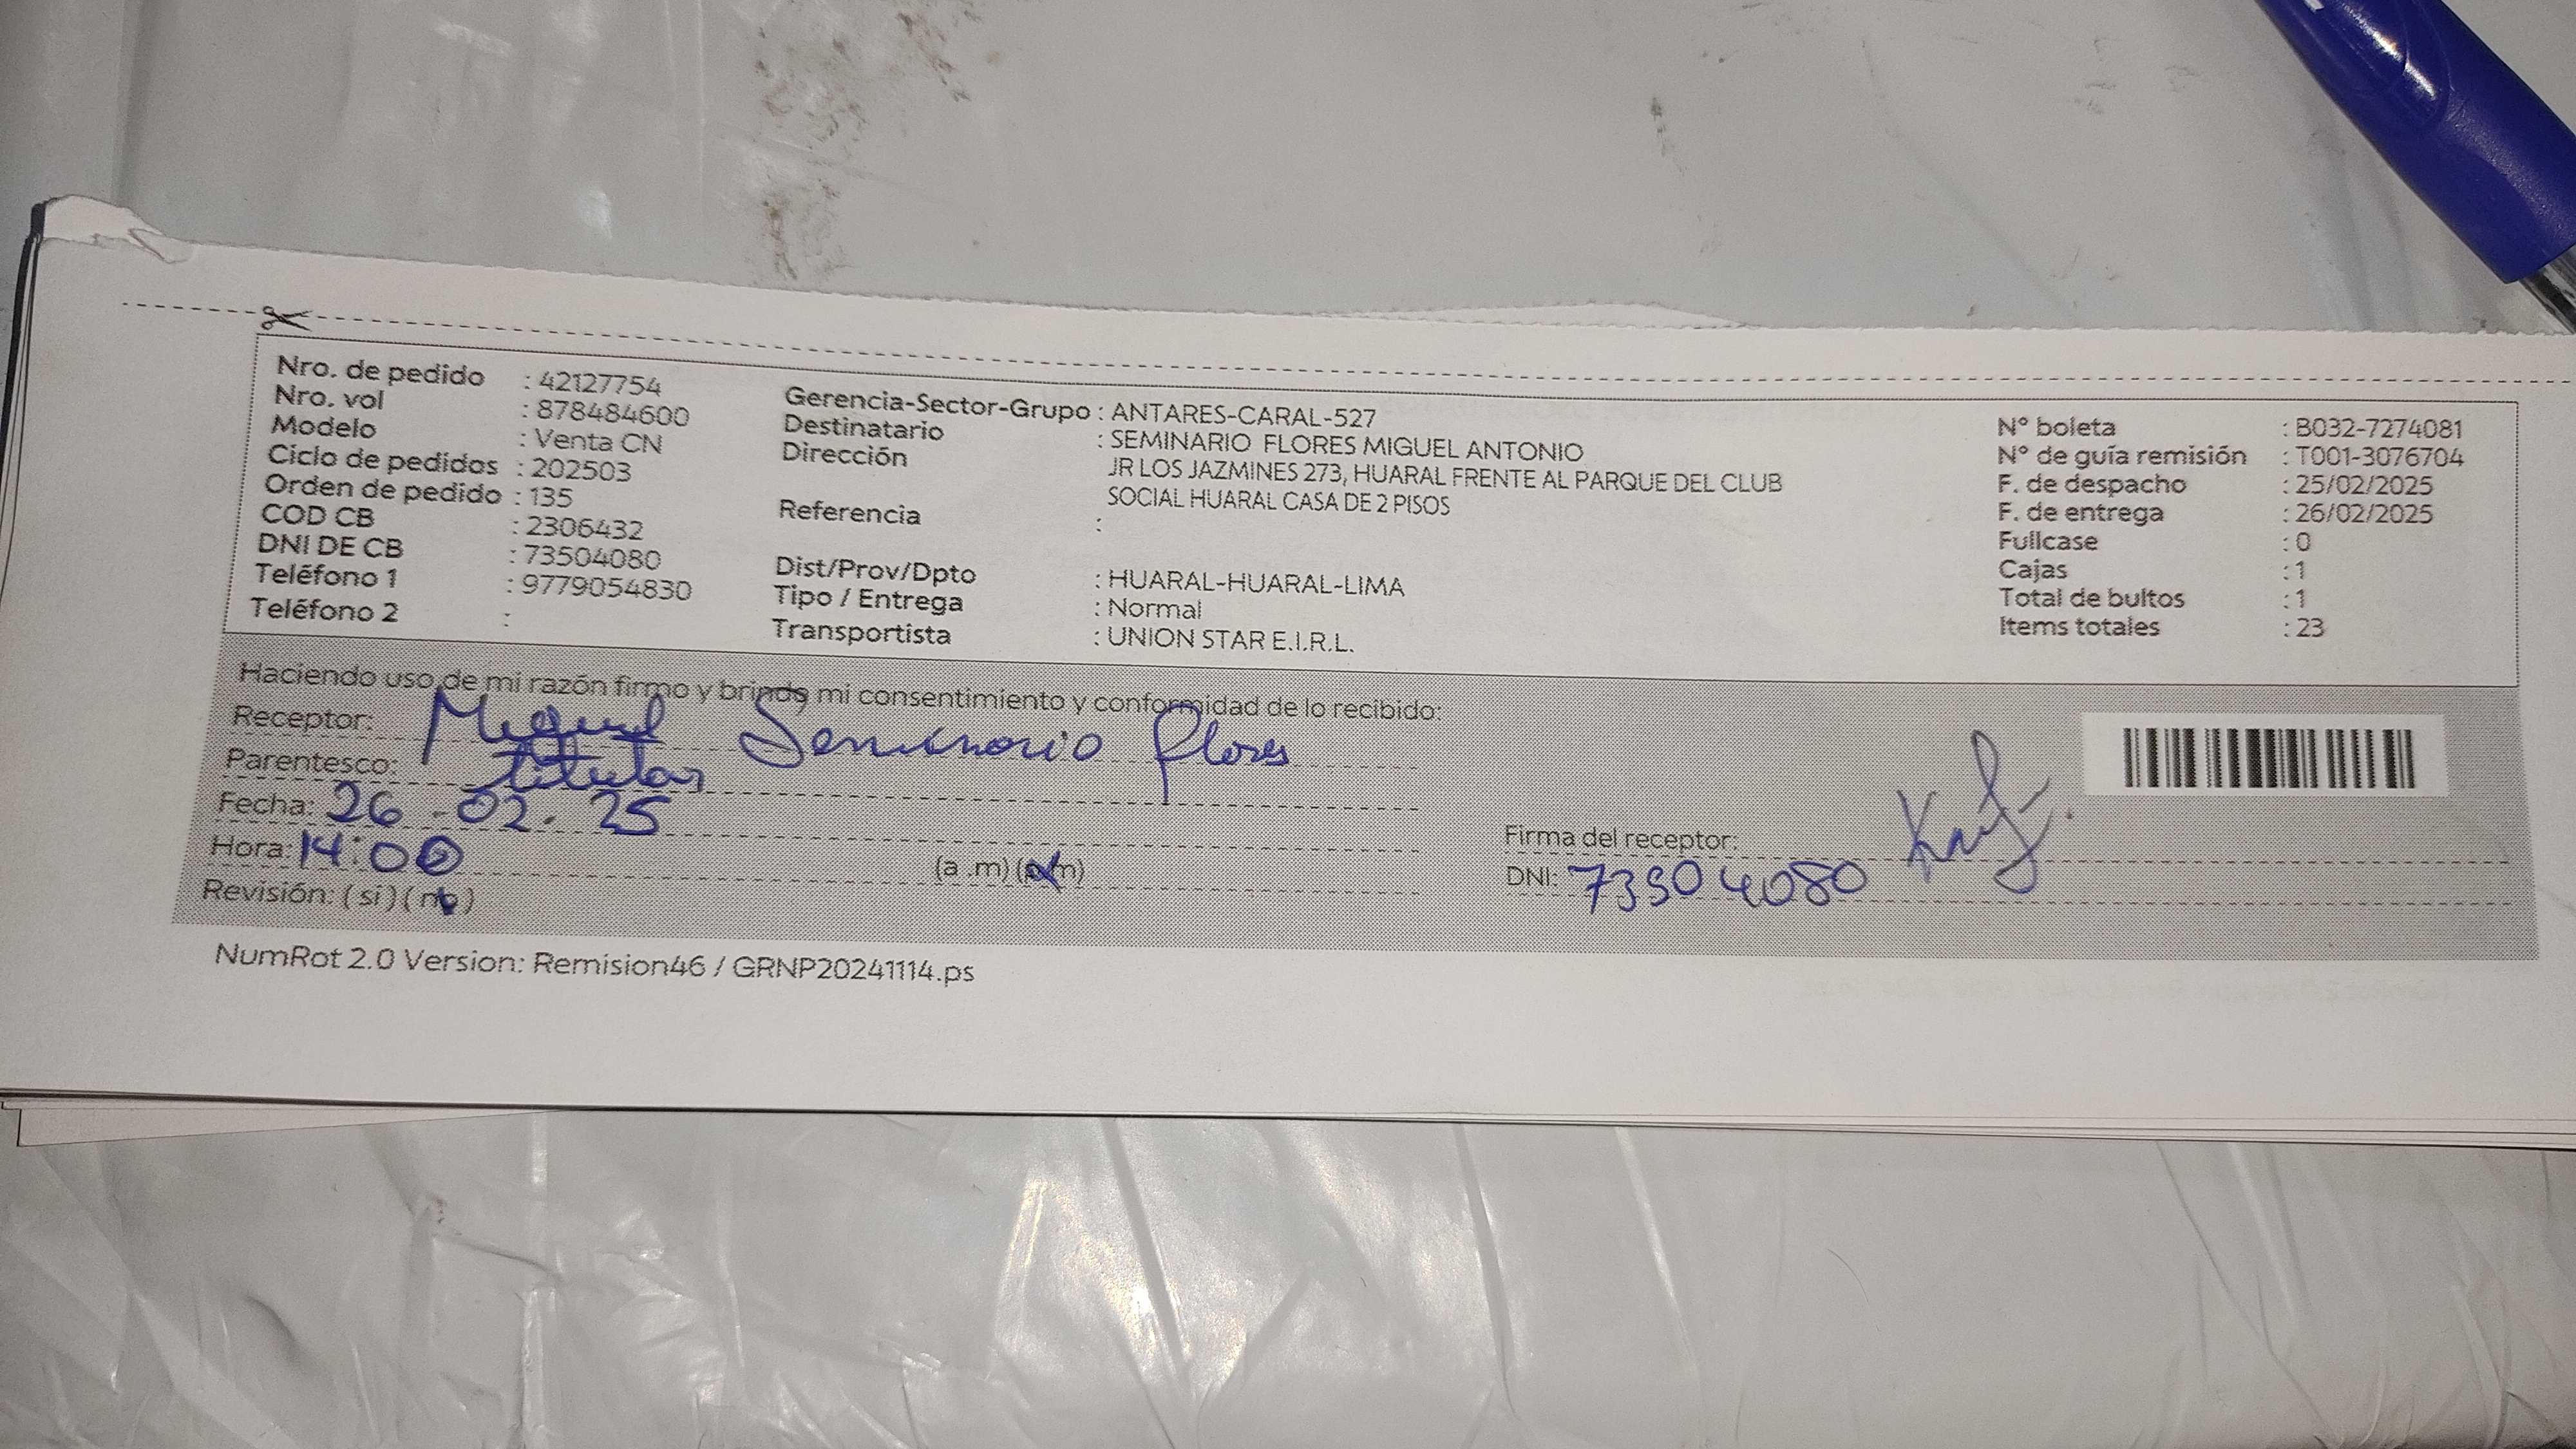 Nro. de pedido : 42127754
Nro. vol : 878484600
Modelo : Venta CN
Ciclo de pedidos : 202503
Orden de pedido : 135
COD CB : 2306432
DNI DE CB : 73504080
Teléfono 1 : 9779054830
Teléfono 2 :
Gerencia-Sector-Grupo : ANTARES-CARAL-527
Destinatario : SEMINARIO FLORES MIGUEL ANTONIO
Dirección JR LOS JAZMINES 273, HUARAL FRENTE AL PARQUE DEL CLUB
SOCIAL HUARAL CASA DE 2 PISOS
Referencia :
Dist/Prov/Dpto : HUARAL-HUARAL-LIMA
Tipo / Entrega : Normal
Transportista : UNION STAR E.I.R.L.
N° boleta : B032-7274081
N° de guía remisión : T001-3076704
F. de despacho : 25/02/2025
F. de entrega : 26/02/2025
Fullcase : 0
Cajas : 1
Total de bultos : 1
Items totales : 23
Haciendo uso de mi razón firmo y brindo mi consentimiento y conformidad de lo recibido:
Receptor: Miguel Seminario Flores
Parentesco: titular
Fecha: 26.02.25
Hora: 14:00 (a .m) (p.m)
Revisión: ( si ) ( no )
Firma del receptor:
DNI: 73504080
NumRot 2.0 Version: Remision46 / GRNP20241114.ps